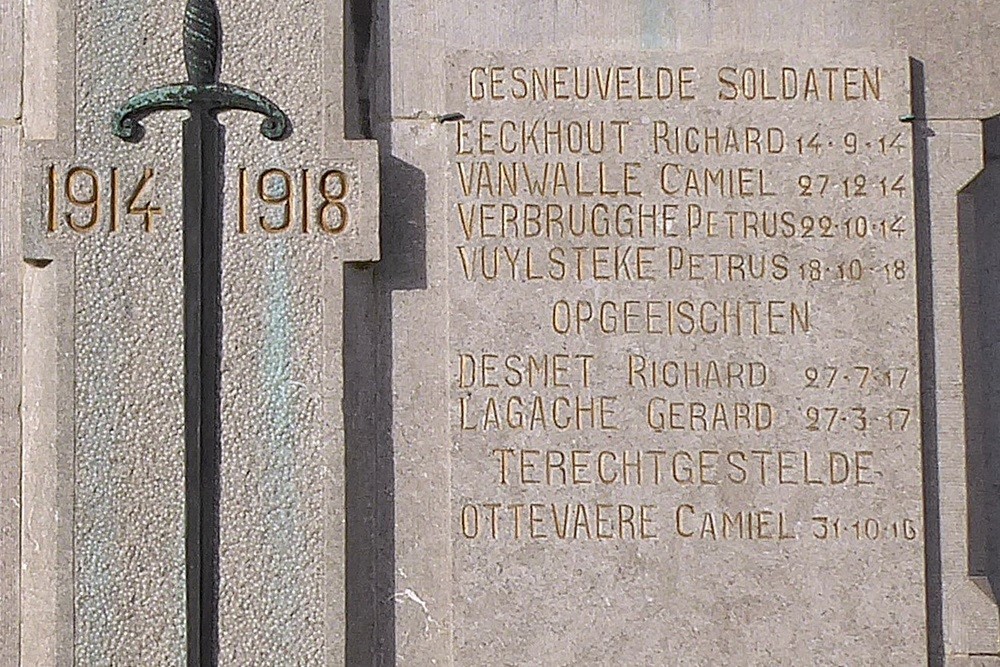 1914 1918
GESNEUVELDE SOLDATEN
EECKHOUT RICHARD 14·9·14
VANWALLE CAMIEL 27·12·14
VERBRUGGHE PETRUS 22·10·14
VUYLSTEKE PETRUS 18·10·18
OPGEEISCHTEN
DESMET RICHARD 27·7·17
LAGACHE GERARD 27·3·17
TERECHTGESTELDE
OTTEVAERE CAMIEL 31·10·16